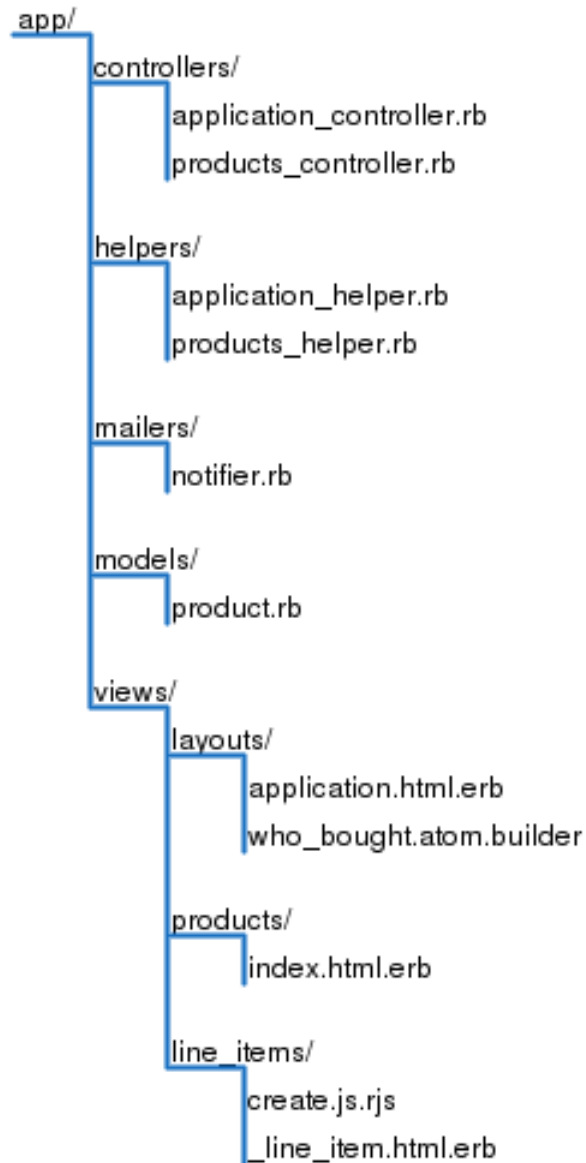 app/
controllers/
application_controller.rb
products_controller.rb
helpers/
application_helper.rb
products_helper.rb
mailers/
notifier.rb
models/
product.rb
views/
layouts/
application.html.erb
who_bought.atom.builder
products/
index.html.erb
line_items/
create.js.rjs
_line_item.html.erb